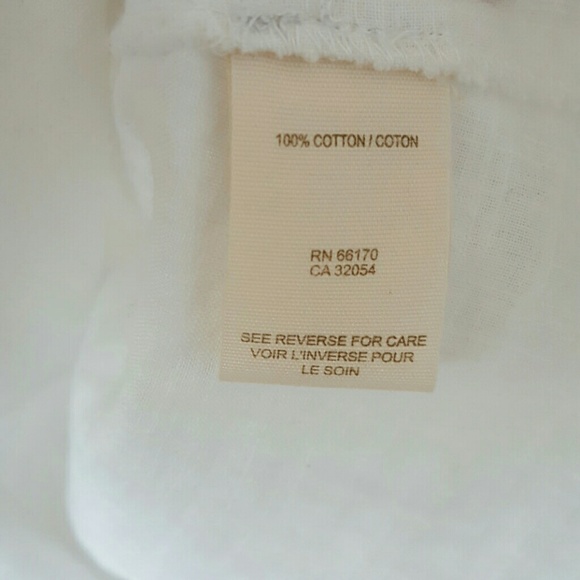 100% COTTON / COTON
RN 66170
CA 32054
SEE REVERSE FOR CARE
VOIR L'INVERSE POUR
LE SOIN